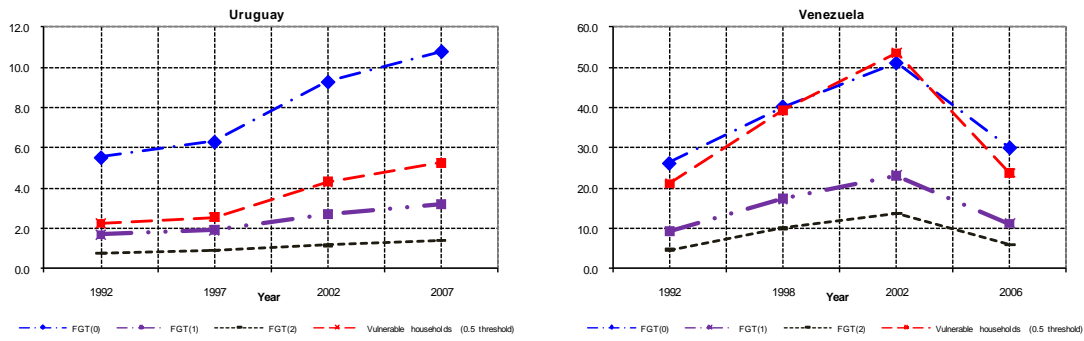 Uruguay
12.0
10.0
8.0
6.0
4.0
2.0
0.0
1992 1997 2002 2007
Year
FGT(0) FGT(1) FGT(2) Vulnerable households (0.5 threshold)
Venezuela
60.0
50.0
40.0
30.0
20.0
10.0
0.0
1992 1998 2002 2006
Year
FGT(0) FGT(1) FGT(2) Vulnerable households (0.5 threshold)